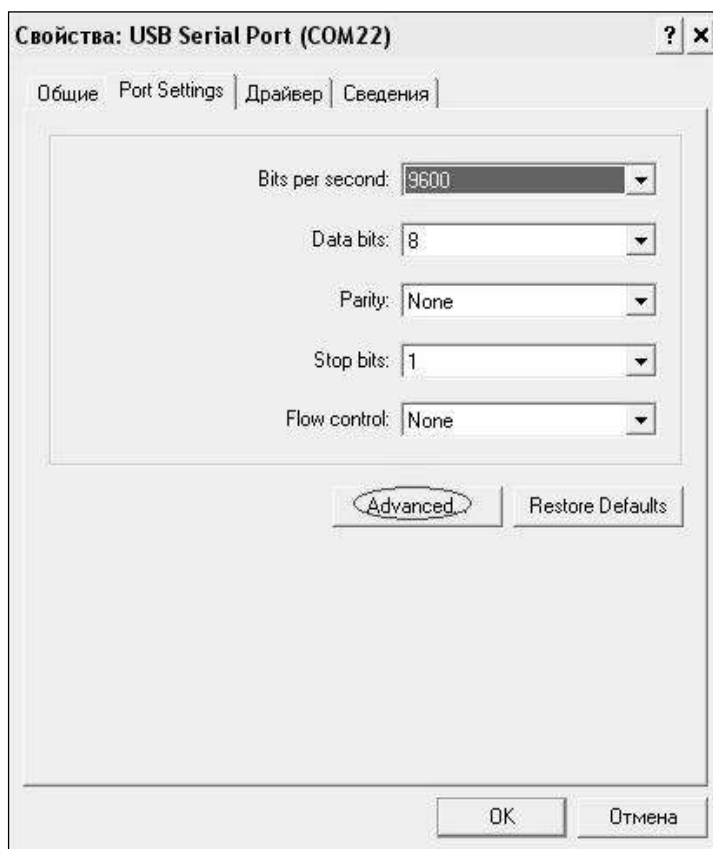 Свойства: USB Serial Port (COM22) ? ×
Общие Port Settings Драйвер Сведения
Bits per second: 9600
Data bits: 8
Parity: None
Stop bits: 1
Flow control: None
Advanced... Restore Defaults
OK Отмена